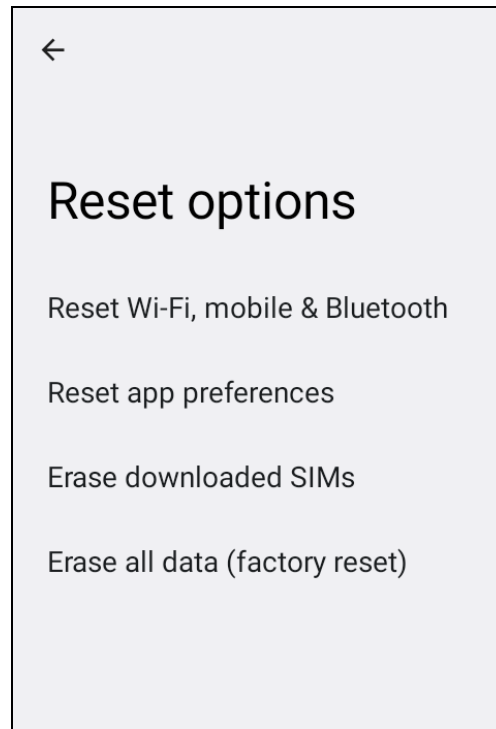 Reset options
Reset Wi-Fi, mobile & Bluetooth
Reset app preferences
Erase downloaded SIMs
Erase all data (factory reset)